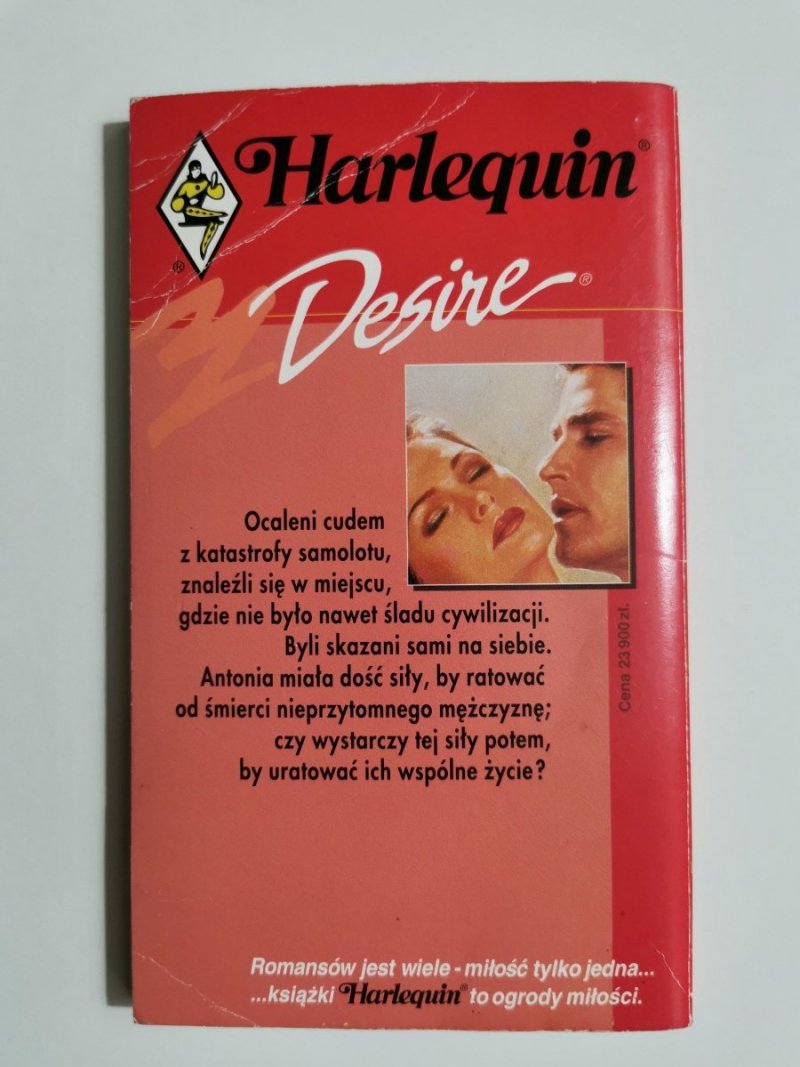 Harlequin®
Desire®
Ocaleni cudem
z katastrofy samolotu,
znaleźli się w miejscu,
gdzie nie było nawet śladu cywilizacji.
Byli skazani sami na siebie.
Antonia miała dość siły, by ratować
od śmierci nieprzytomnego mężczyznę;
czy wystarczy tej siły potem,
by uratować ich wspólne życie?
Cena 23 900 zł.
Romansów jest wiele - miłość tylko jedna...
...książki Harlequin® to ogrody miłości.